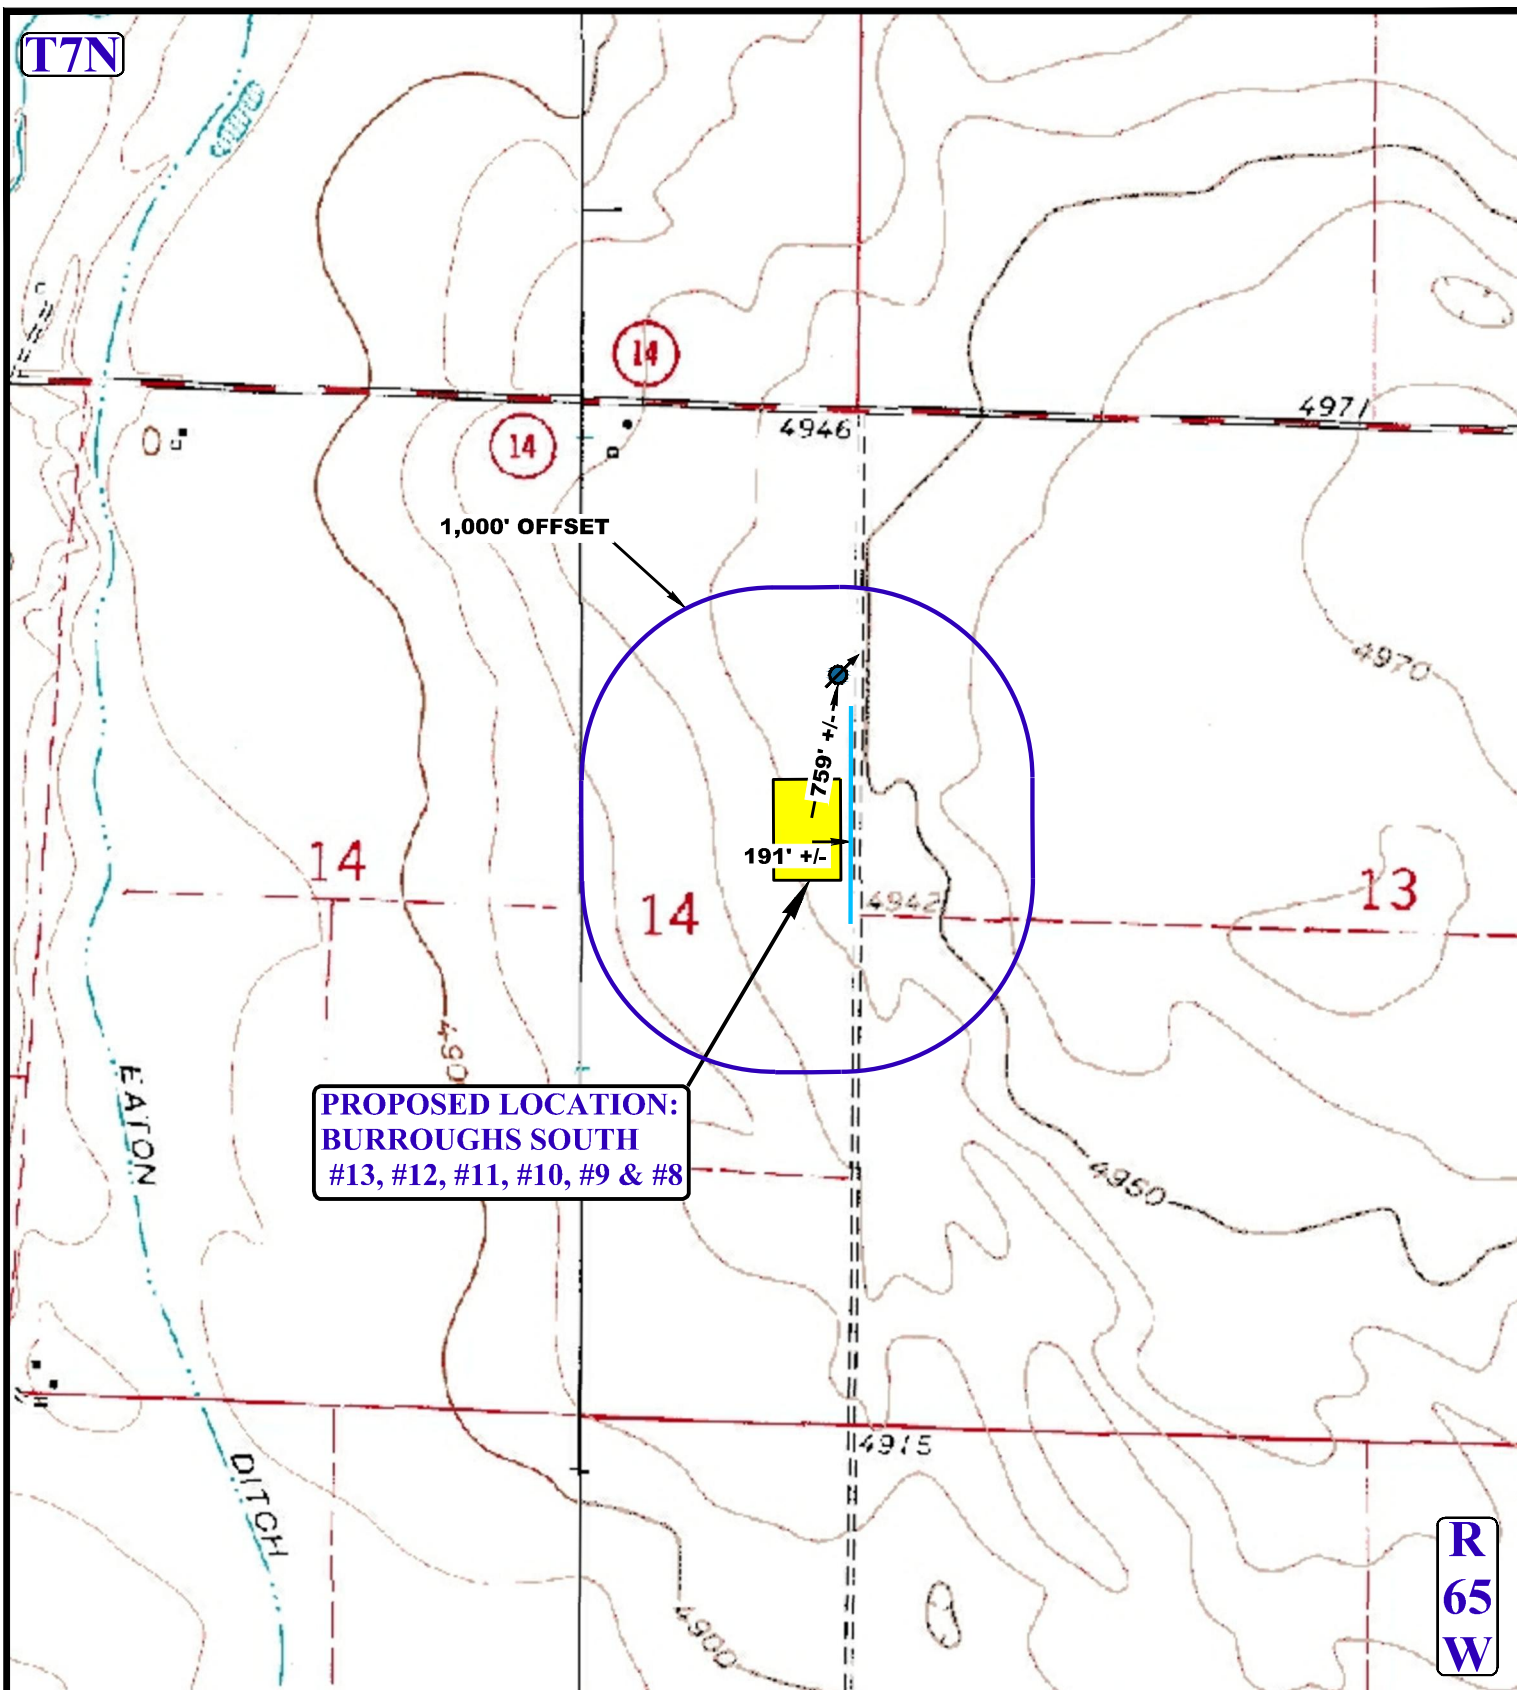 T7N
14
4971
4946
14
1,000' OFFSET
4970
759' +/-
14
191' +/-
4942
14
13
490
EATON
PROPOSED LOCATION:
BURROUGHS SOUTH
#13, #12, #11, #10, #9 & #8
4950
4915
DITCH
R
65
W
4900